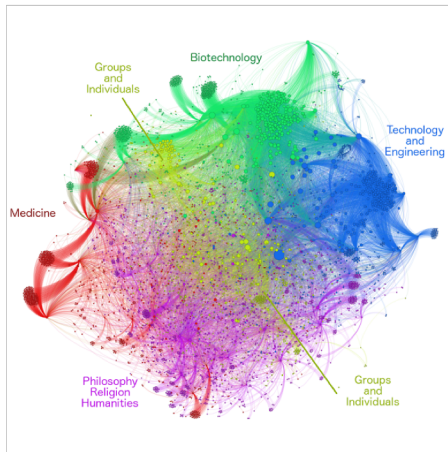 Biotechnology
Groups
and
Individuals
Technology
and
Engineering
Medicine
Philosophy
Religion
Humanities
Groups
and
Individuals